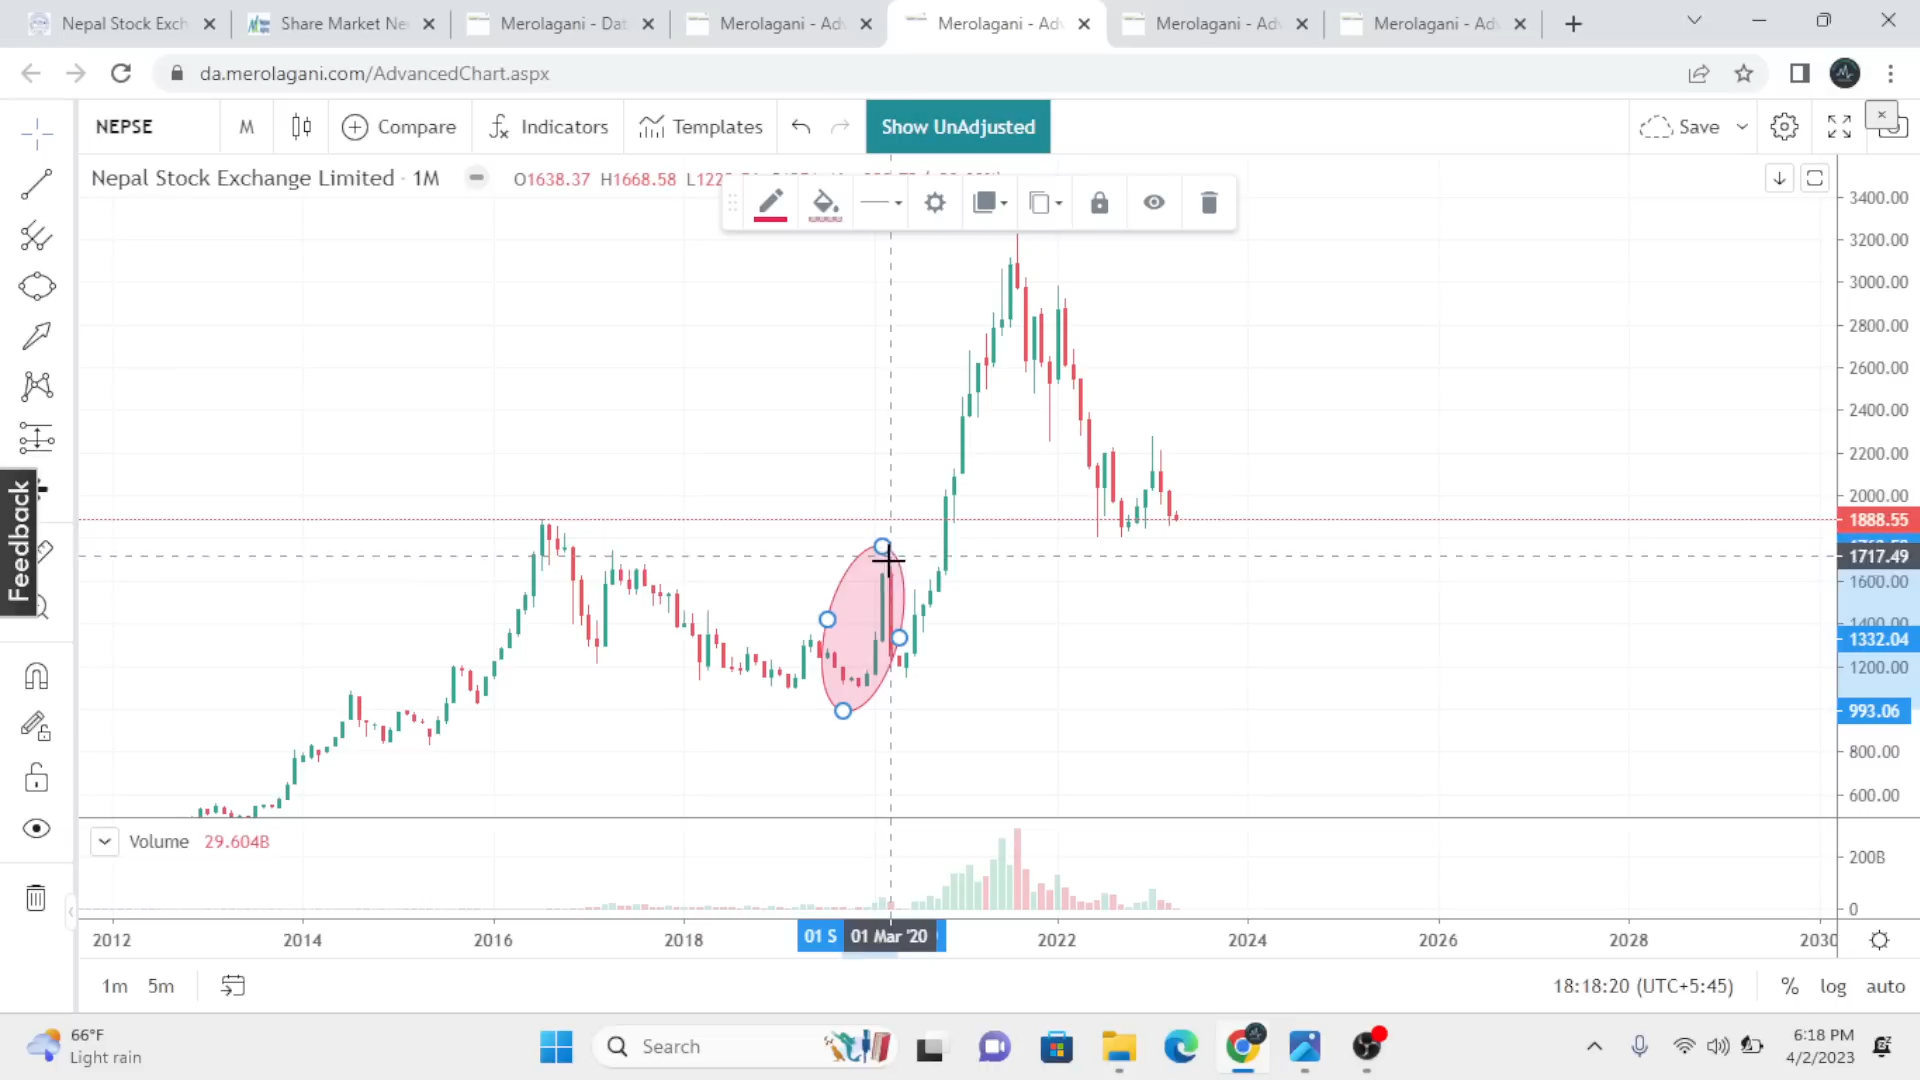 Nepal Stock Exch
Share Market Ne
Merolagani - Dat
Merolagani - Adv
Merolagani - Adv
Merolagani - Adv
Merolagani - Adv
da.merolagani.com/AdvancedChart.aspx
NEPSE
M
Compare
Indicators
Templates
Show UnAdjusted
Save
Nepal Stock Exchange Limited · 1M
O1638.37 H1668.58
3400.00
3200.00
3000.00
2800.00
2600.00
2400.00
2200.00
2000.00
1888.55
1717.49
1600.00
1400.00
1332.04
1200.00
993.06
800.00
600.00
Feedback
Volume 29.604B
200B
0
2012
2014
2016
2018
01 S
01 Mar '20
2022
2024
2026
2028
2030
1m
5m
18:18:20 (UTC+5:45)
%
log
auto
66°F
Light rain
Search
6:18 PM
4/2/2023